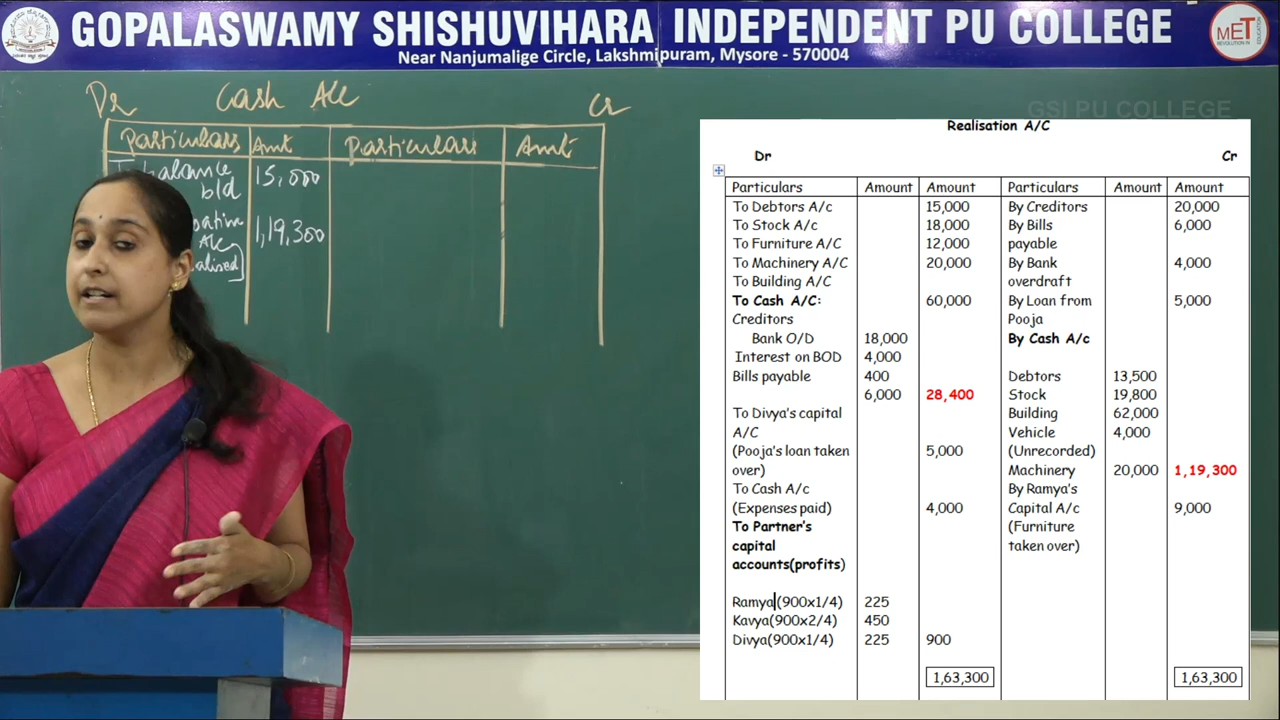 GOPALASWAMY SHISHUVIHARA INDEPENDENT PU COLLEGE
Near Nanjumalige Circle, Lakshmipuram, Mysore - 570004
MET
GSI PU COLLEGE
Dr Cash A/c Cr
Particulars Amt Particulars Amt
balance b/d 15,000
A/c 1,19,300
alised)
Realisation A/C
Dr Cr
Particulars Amount Amount Particulars Amount Amount
To Debtors A/c 15,000 By Creditors 20,000
To Stock A/c 18,000 By Bills 6,000
To Furniture A/C 12,000 payable
To Machinery A/C 20,000 By Bank 4,000
To Building A/C overdraft
To Cash A/C: 60,000 By Loan from 5,000
Creditors Pooja
Bank O/D 18,000 By Cash A/c
Interest on BOD 4,000
Bills payable 400 Debtors 13,500
6,000 28,400 Stock 19,800
To Divya's capital Building 62,000
A/C Vehicle 4,000
(Pooja's loan taken 5,000 (Unrecorded)
over) Machinery 20,000 1,19,300
To Cash A/c By Ramya's
(Expenses paid) 4,000 Capital A/c 9,000
To Partner's (Furniture
capital taken over)
accounts(profits)
Ramya(900x1/4) 225
Kavya(900x2/4) 450
Divya(900x1/4) 225 900
1,63,300 1,63,300